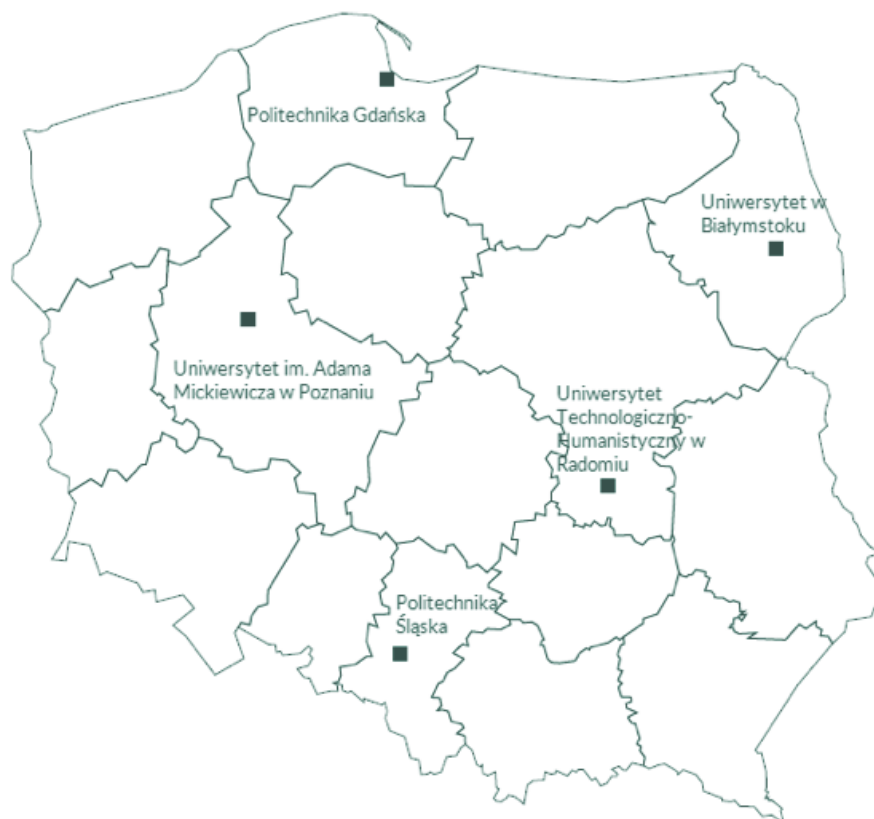 Politechnika Gdańska
Uniwersytet w
Białymstoku
Uniwersytet im. Adama
Mickiewicza w Poznaniu
Uniwersytet
Technologiczno-
Humanistyczny w
Radomiu
Politechnika
Śląska